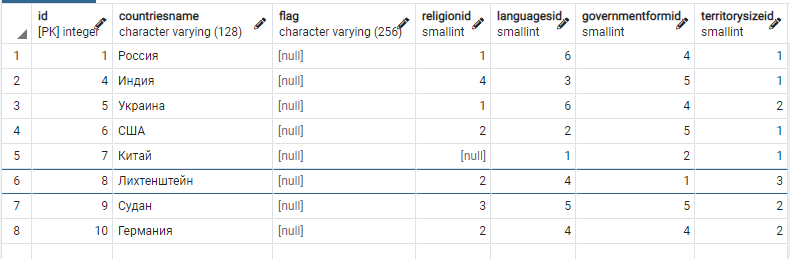 id countriesname flag religionid languagesid governmentformid territorysizeid
[PK] integer character varying (128) character varying (256) smallint smallint smallint smallint
1 1 Россия [null] 1 6 4 1
2 4 Индия [null] 4 3 5 1
3 5 Украина [null] 1 6 4 2
4 6 США [null] 2 2 5 1
5 7 Китай [null] [null] 1 2 1
6 8 Лихтенштейн [null] 2 4 1 3
7 9 Судан [null] 3 5 5 2
8 10 Германия [null] 2 4 4 2